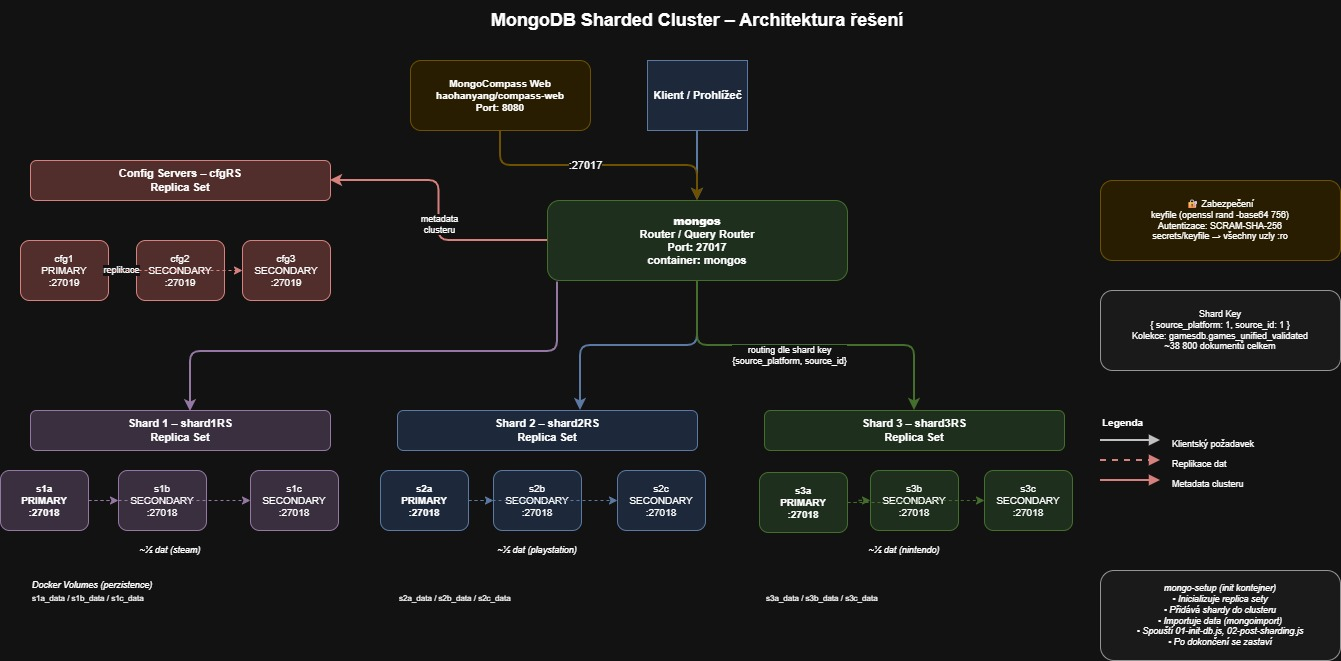 MongoDB Sharded Cluster – Architektura řešení
MongoCompass Web
haohanyang/compass-web
Port: 8080
Klient / Prohlížeč
:27017
Config Servers – cfgRS
Replica Set
metadata
clusteru
mongos
Router / Query Router
Port: 27017
container: mongos
🔐 Zabezpečení
keyfile (openssl rand -base64 756)
Autentizace: SCRAM-SHA-256
secrets/keyfile → všechny uzly :ro
cfg1
PRIMARY
:27019
replikace
cfg2
SECONDARY
:27019
cfg3
SECONDARY
:27019
Shard Key
{ source_platform: 1, source_id: 1 }
Kolekce: gamesdb.games_unified_validated
~38 800 dokumentů celkem
routing dle shard key
{source_platform, source_id}
Shard 1 – shard1RS
Replica Set
Shard 2 – shard2RS
Replica Set
Shard 3 – shard3RS
Replica Set
Legenda
Klientský požadavek
Replikace dat
Metadata clusteru
s1a
PRIMARY
:27018
s1b
SECONDARY
:27018
s1c
SECONDARY
:27018
s2a
PRIMARY
:27018
s2b
SECONDARY
:27018
s2c
SECONDARY
:27018
s3a
PRIMARY
:27018
s3b
SECONDARY
:27018
s3c
SECONDARY
:27018
~⅓ dat (steam)
~⅓ dat (playstation)
~⅓ dat (nintendo)
Docker Volumes (perzistence)
s1a_data / s1b_data / s1c_data
s2a_data / s2b_data / s2c_data
s3a_data / s3b_data / s3c_data
mongo-setup (init kontejner)
• Inicializuje replica sety
• Přidává shardy do clusteru
• Importuje data (mongoimport)
• Spouští 01-init-db.js, 02-post-sharding.js
• Po dokončení se zastaví